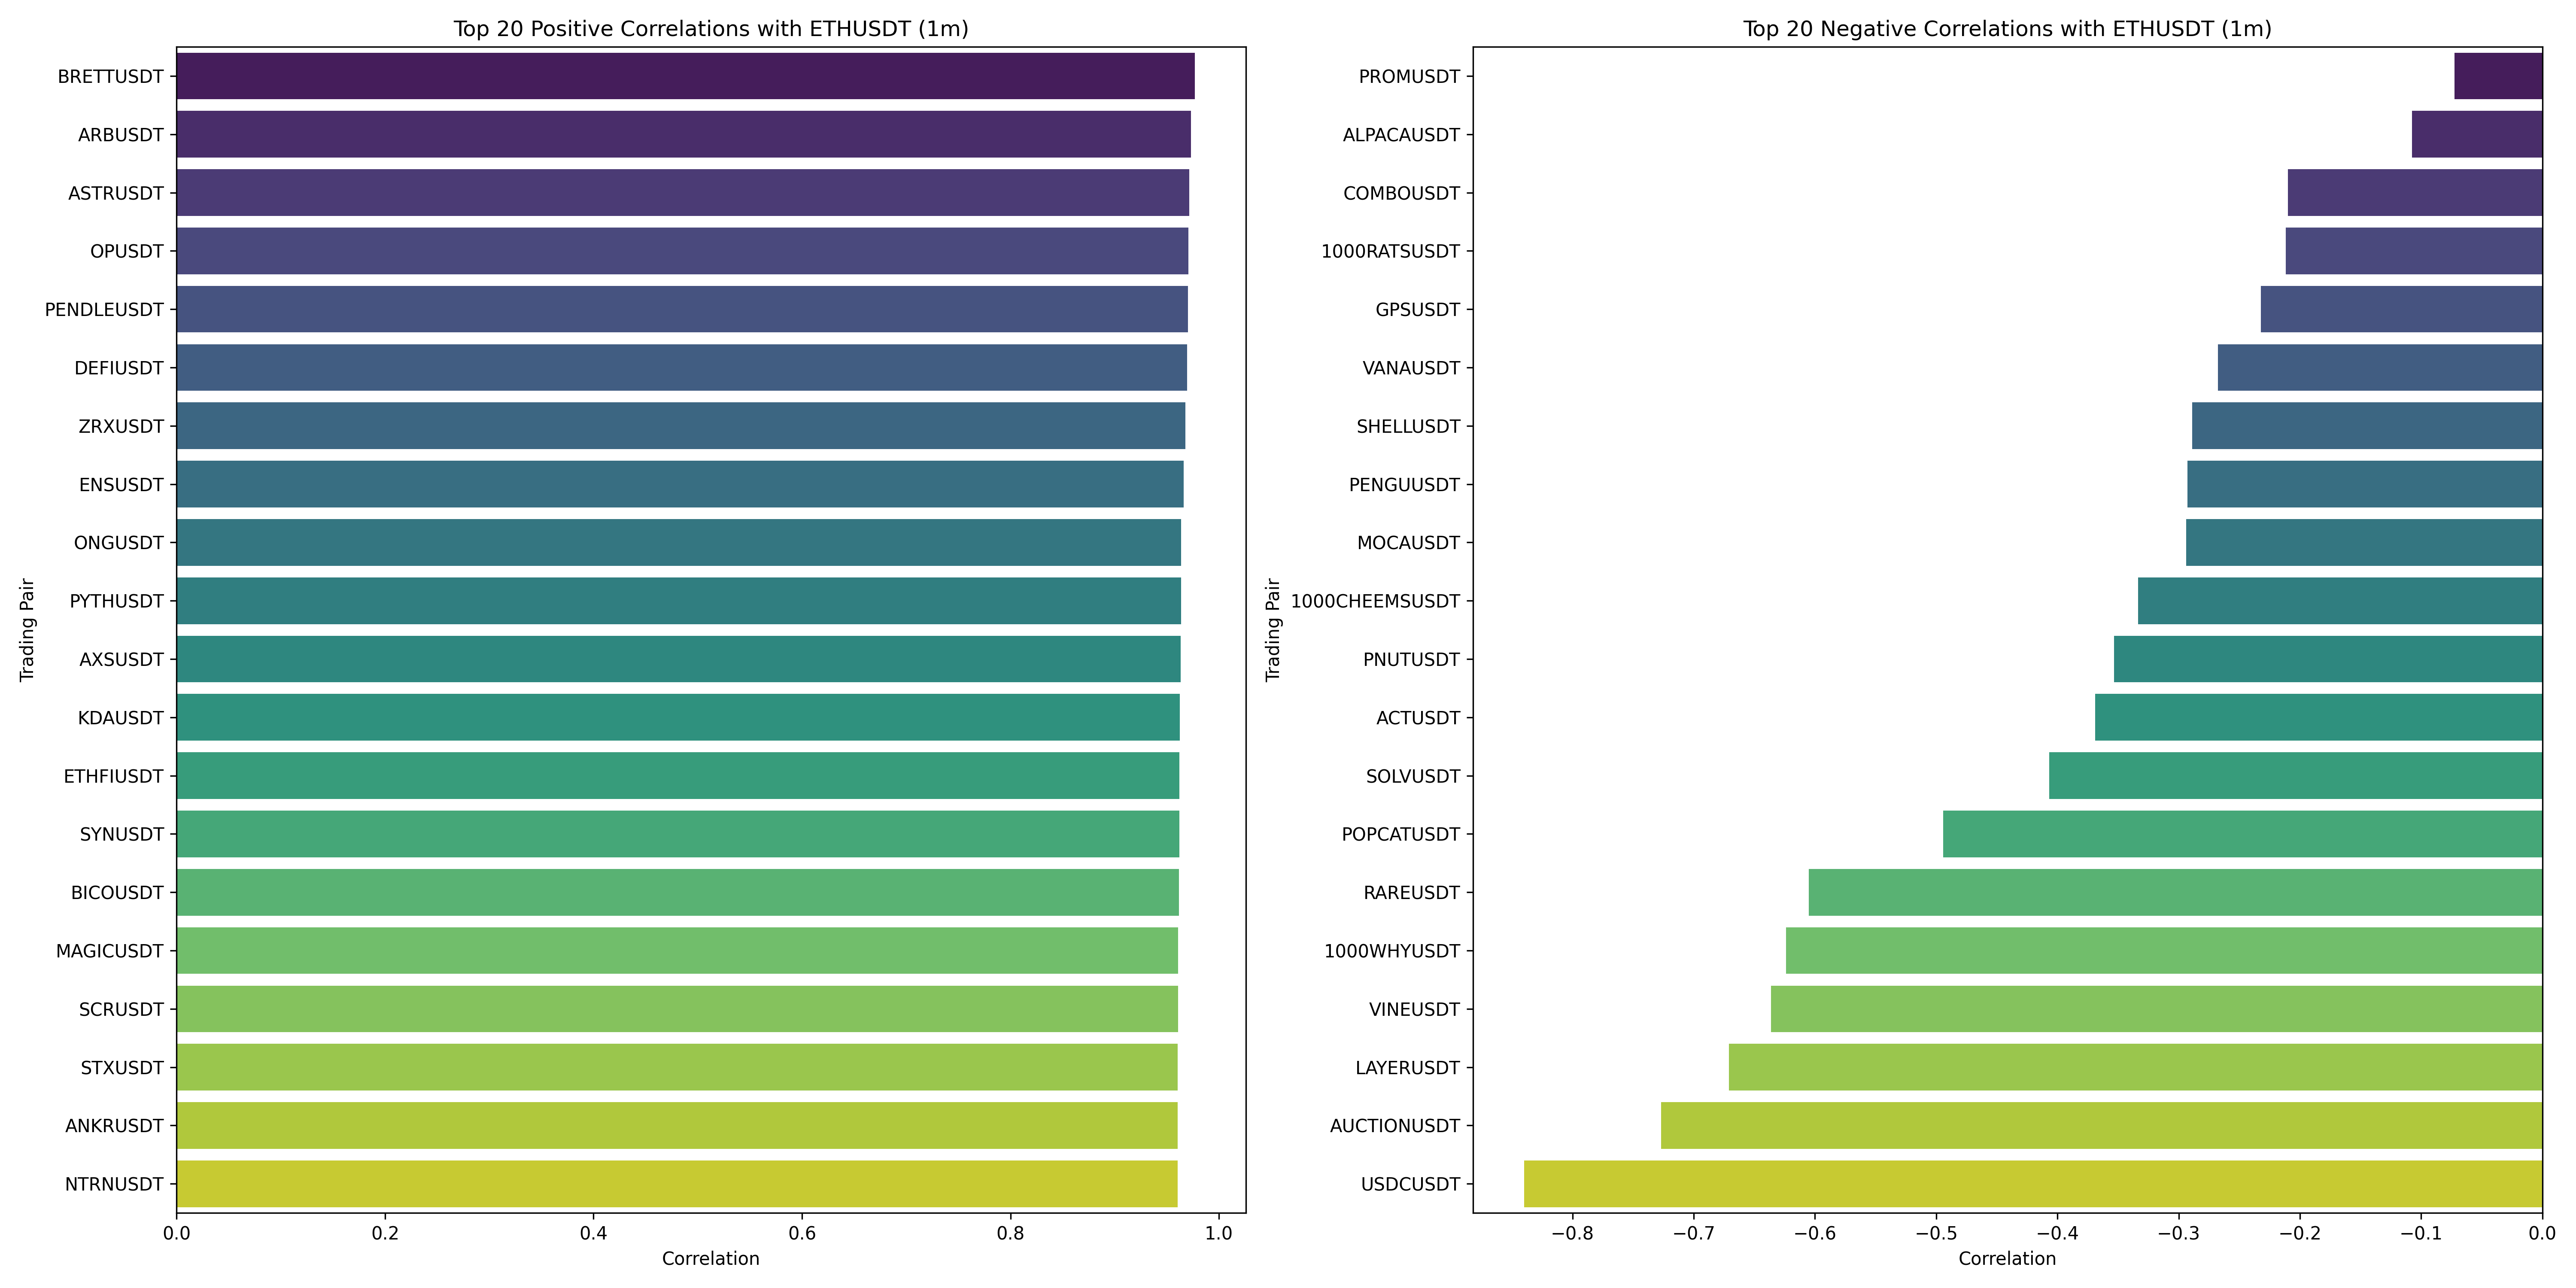 Top 20 Positive Correlations with ETHUSDT (1m)
Trading Pair
BRETTUSDT
ARBUSDT
ASTRUSDT
OPUSDT
PENDLEUSDT
DEFIUSDT
ZRXUSDT
ENSUSDT
ONGUSDT
PYTHUSDT
AXSUSDT
KDAUSDT
ETHFIUSDT
SYNUSDT
BICOUSDT
MAGICUSDT
SCRUSDT
STXUSDT
ANKRUSDT
NTRNUSDT
0.0 0.2 0.4 0.6 0.8 1.0
Correlation
Top 20 Negative Correlations with ETHUSDT (1m)
Trading Pair
PROMUSDT
ALPACAUSDT
COMBOUSDT
1000RATSUSDT
GPSUSDT
VANAUSDT
SHELLUSDT
PENGUUSDT
MOCAUSDT
1000CHEEMSUSDT
PNUTUSDT
ACTUSDT
SOLVUSDT
POPCATUSDT
RAREUSDT
1000WHYUSDT
VINEUSDT
LAYERUSDT
AUCTIONUSDT
USDCUSDT
−0.8 −0.7 −0.6 −0.5 −0.4 −0.3 −0.2 −0.1 0.0
Correlation